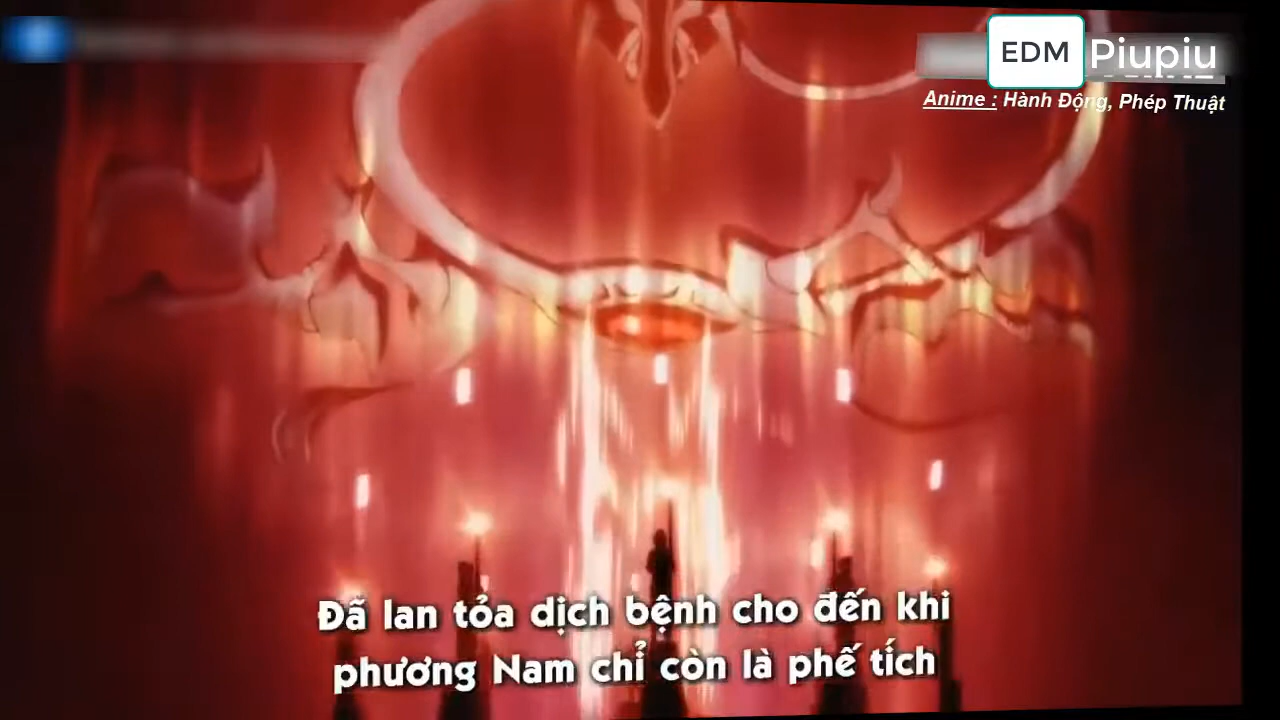 EDM Piupiu
Anime : Hành Động, Phép Thuật
Đã lan tỏa dịch bệnh cho đến khi
phương Nam chỉ còn là phế tích